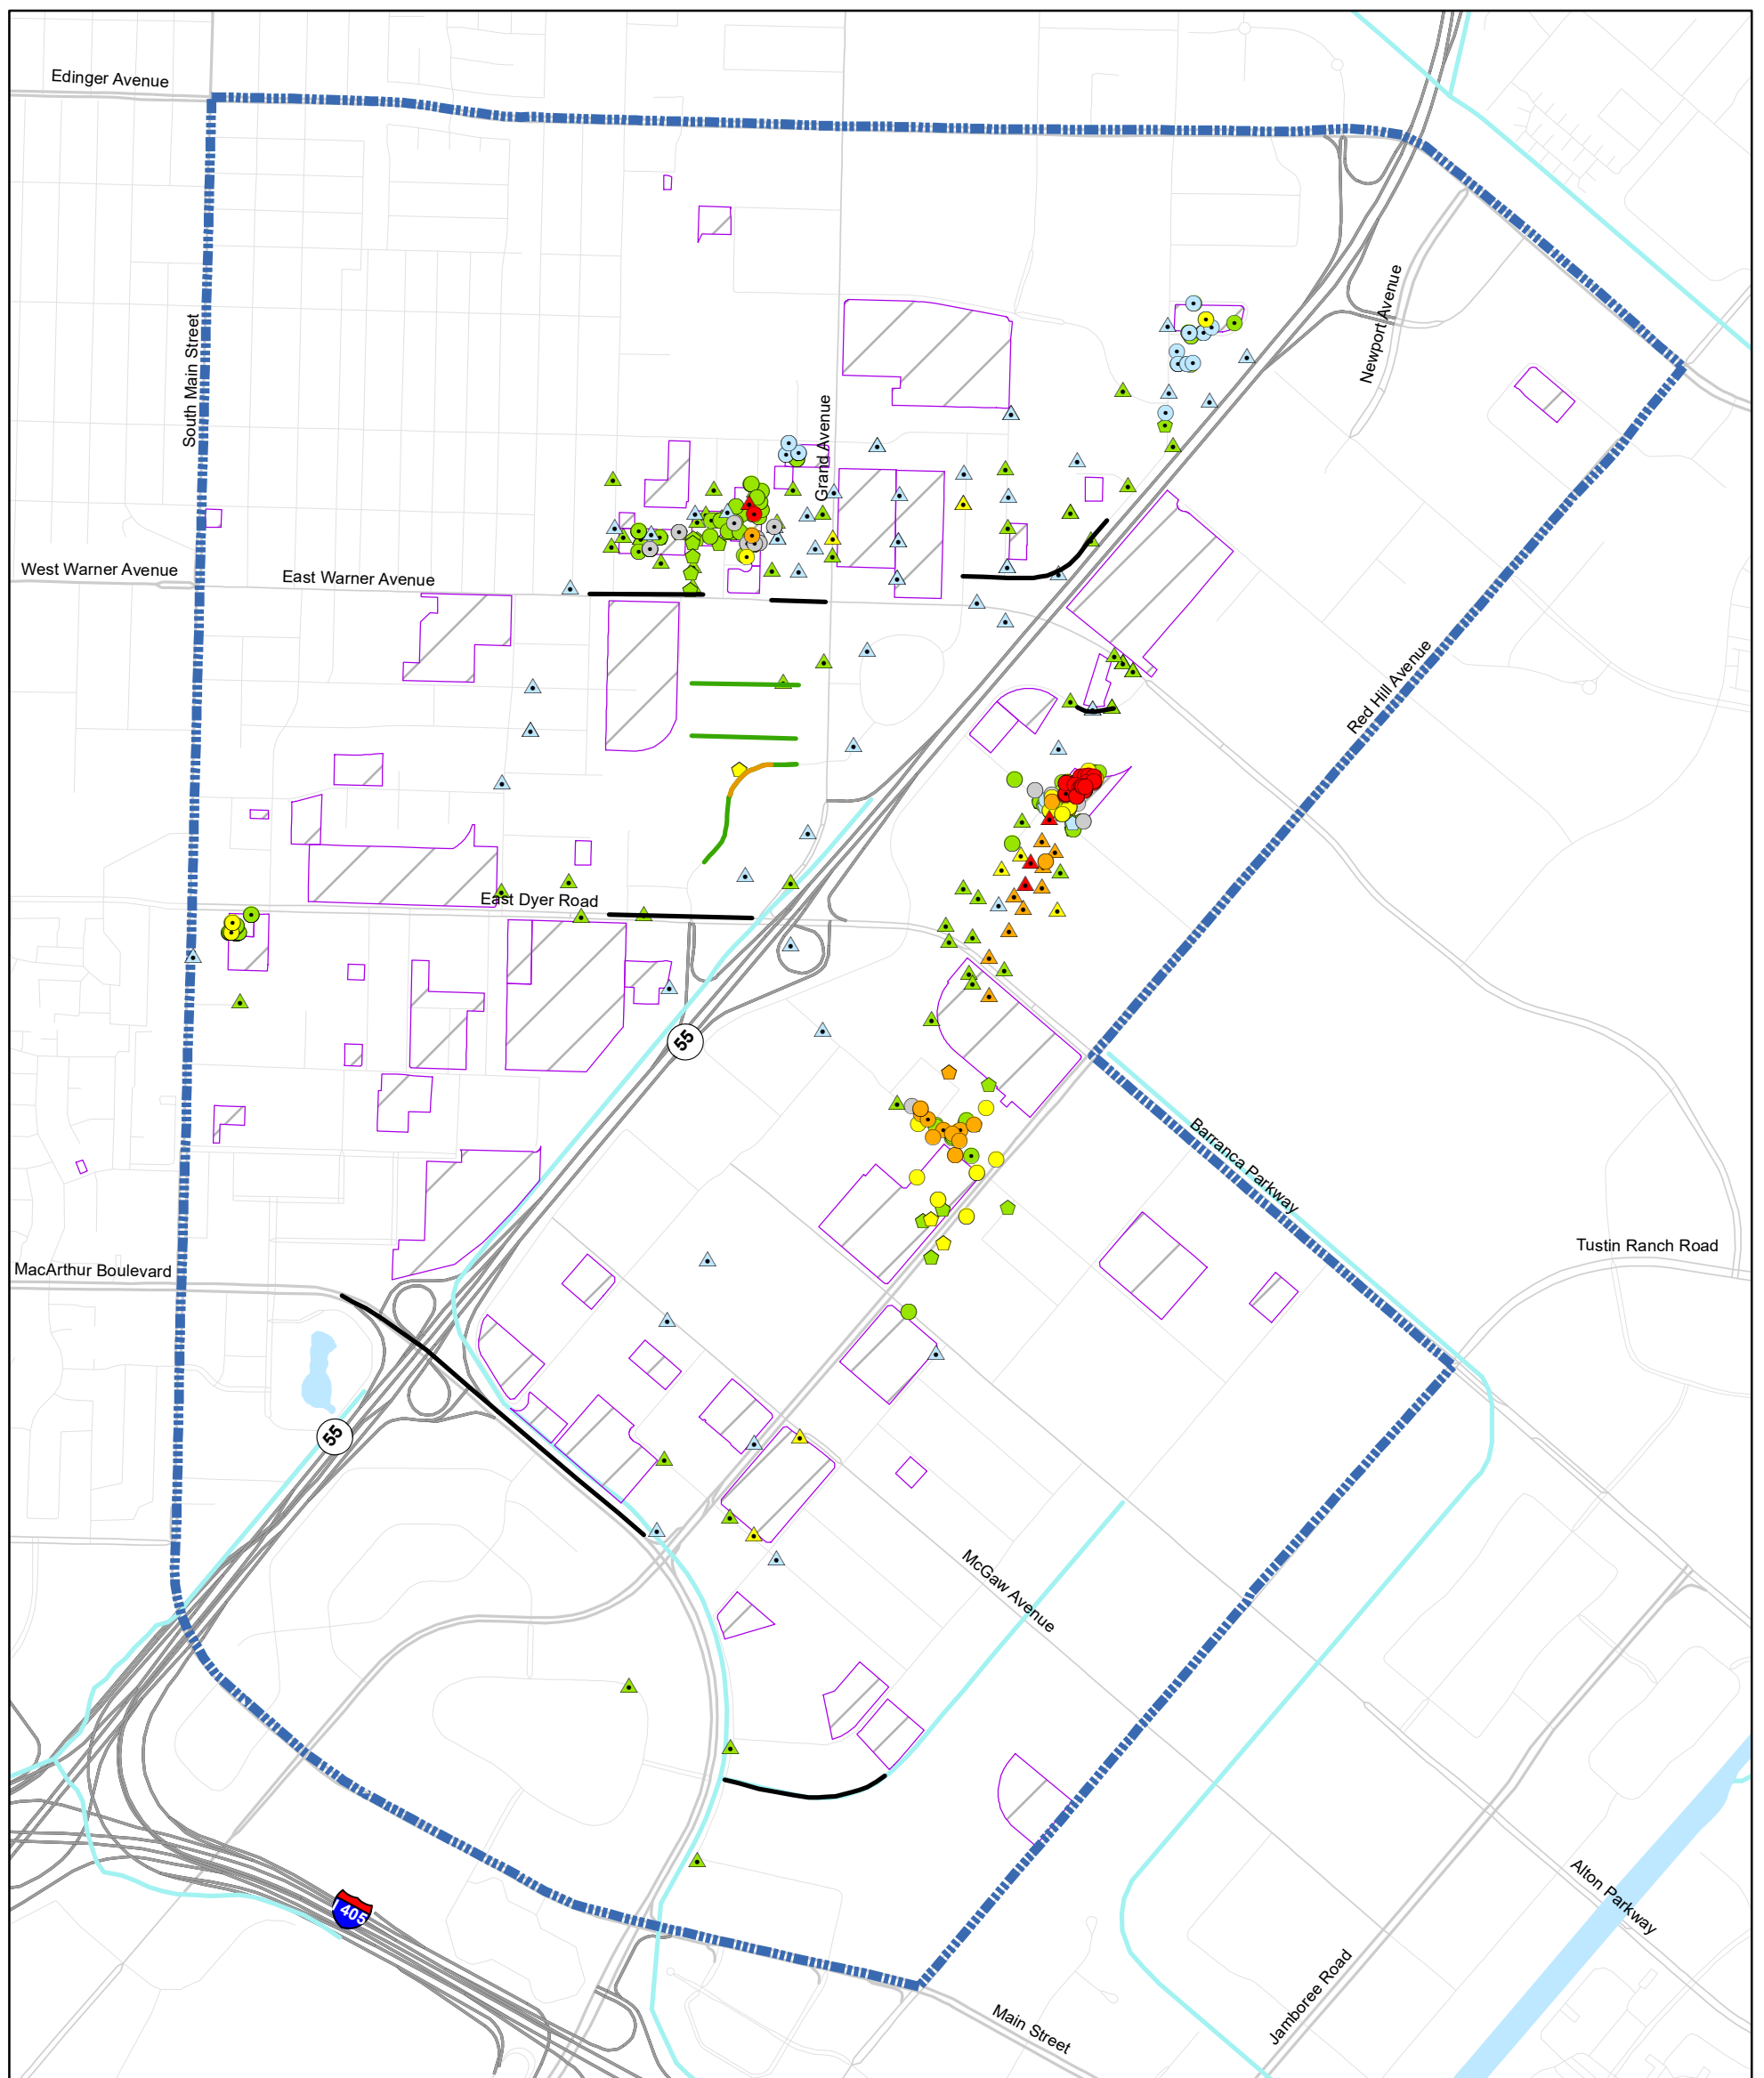 Edinger Avenue
South Main Street
Newport Avenue
Grand Avenue
West Warner Avenue
East Warner Avenue
Red Hill Avenue
East Dyer Road
55
Barranca Parkway
Tustin Ranch Road
MacArthur Boulevard
55
McGaw Avenue
Alton Parkway
405
Jamboree Road
Main Street